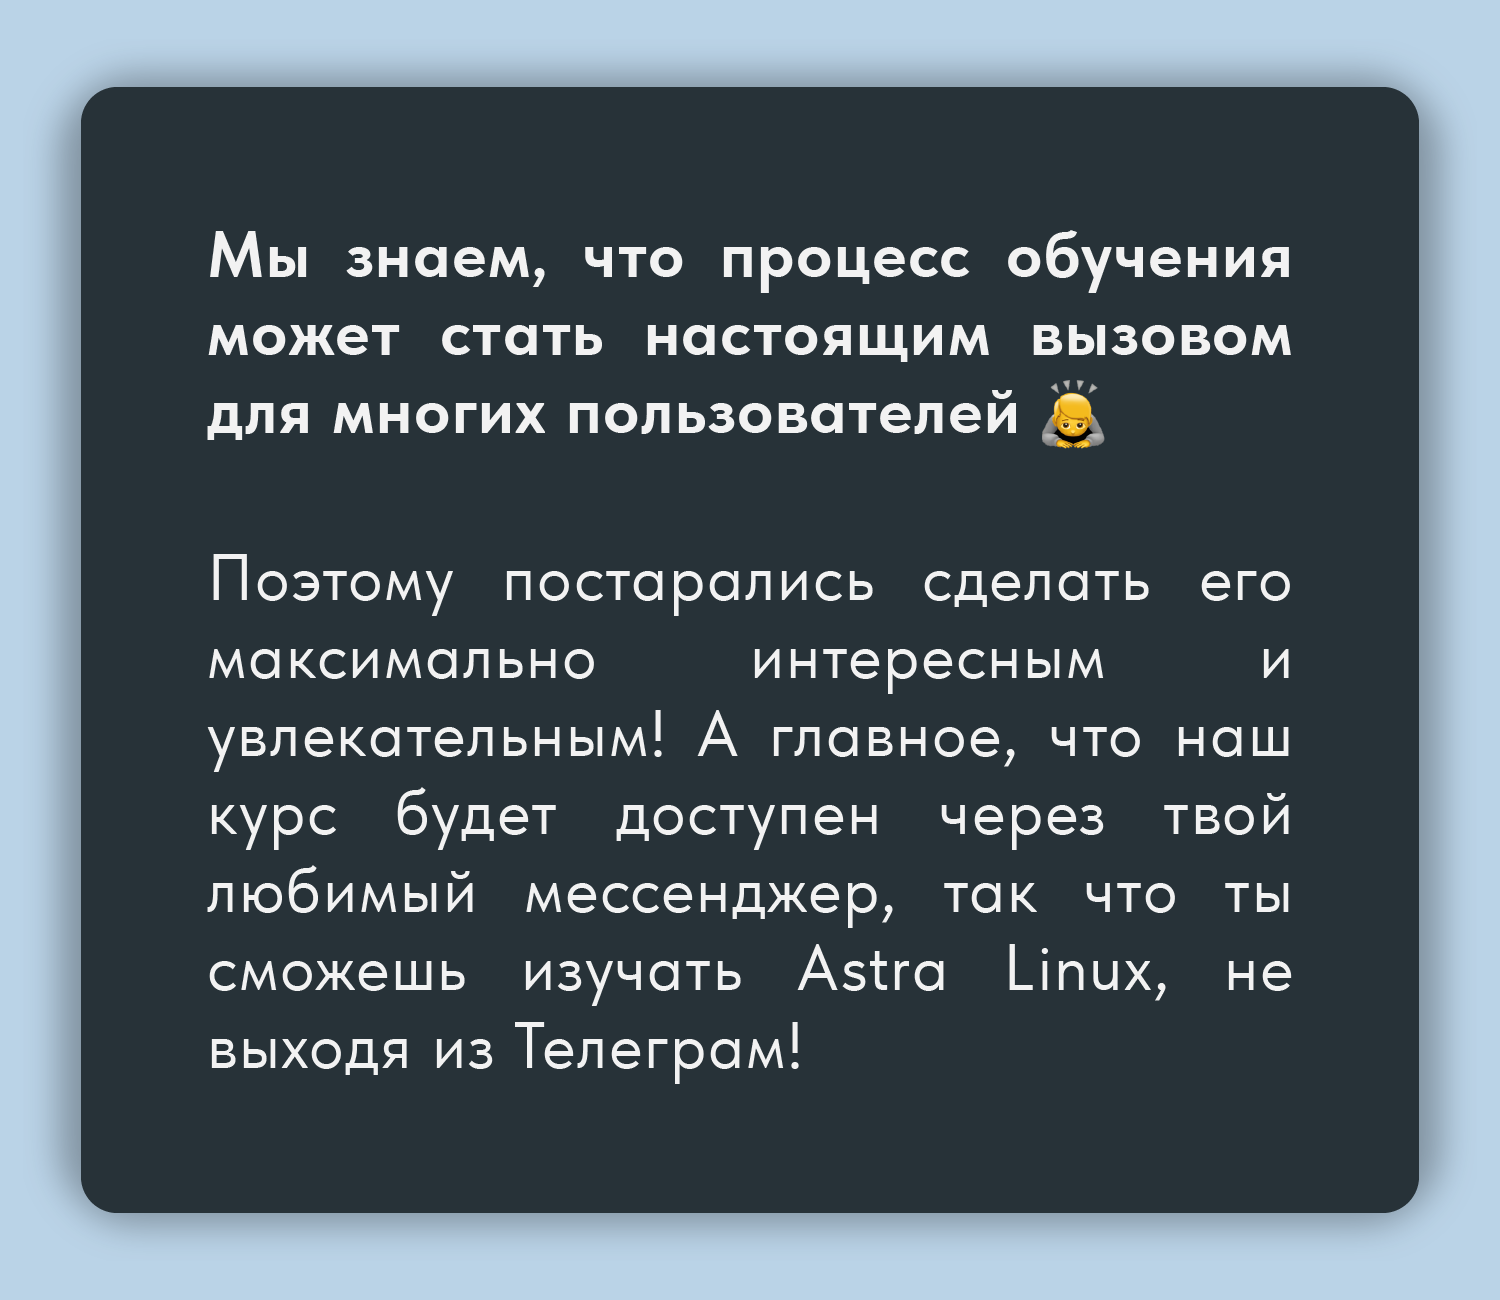 Мы знаем, что процесс обучения
может стать настоящим вызовом
для многих пользователей 🙇
Поэтому постарались сделать его
максимально интересным и
увлекательным! А главное, что наш
курс будет доступен через твой
любимый мессенджер, так что ты
сможешь изучать Astra Linux, не
выходя из Телеграм!